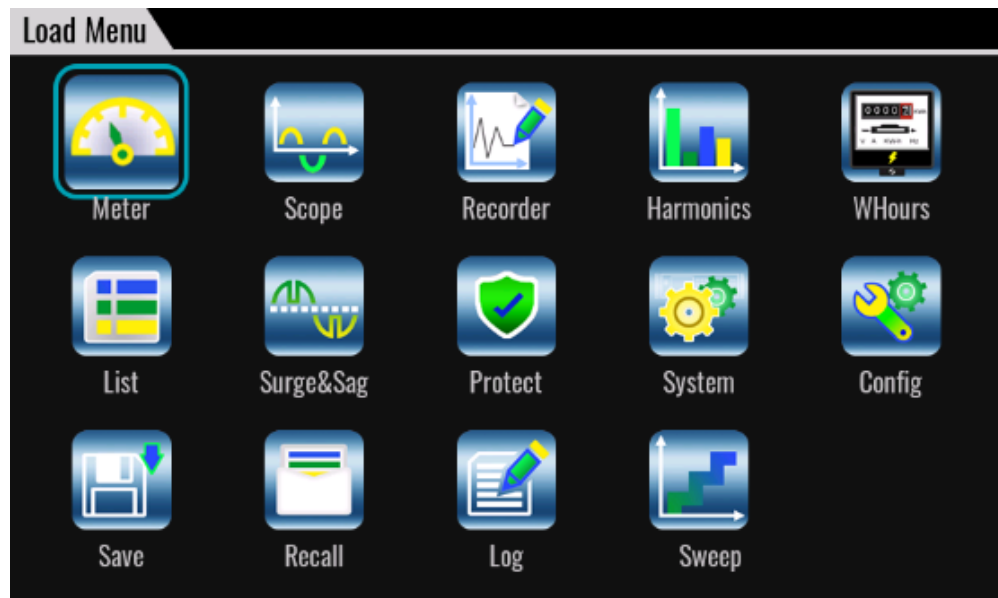 Load Menu
Meter
Scope
Recorder
Harmonics
WHours
List
Surge&Sag
Protect
System
Config
Save
Recall
Log
Sweep